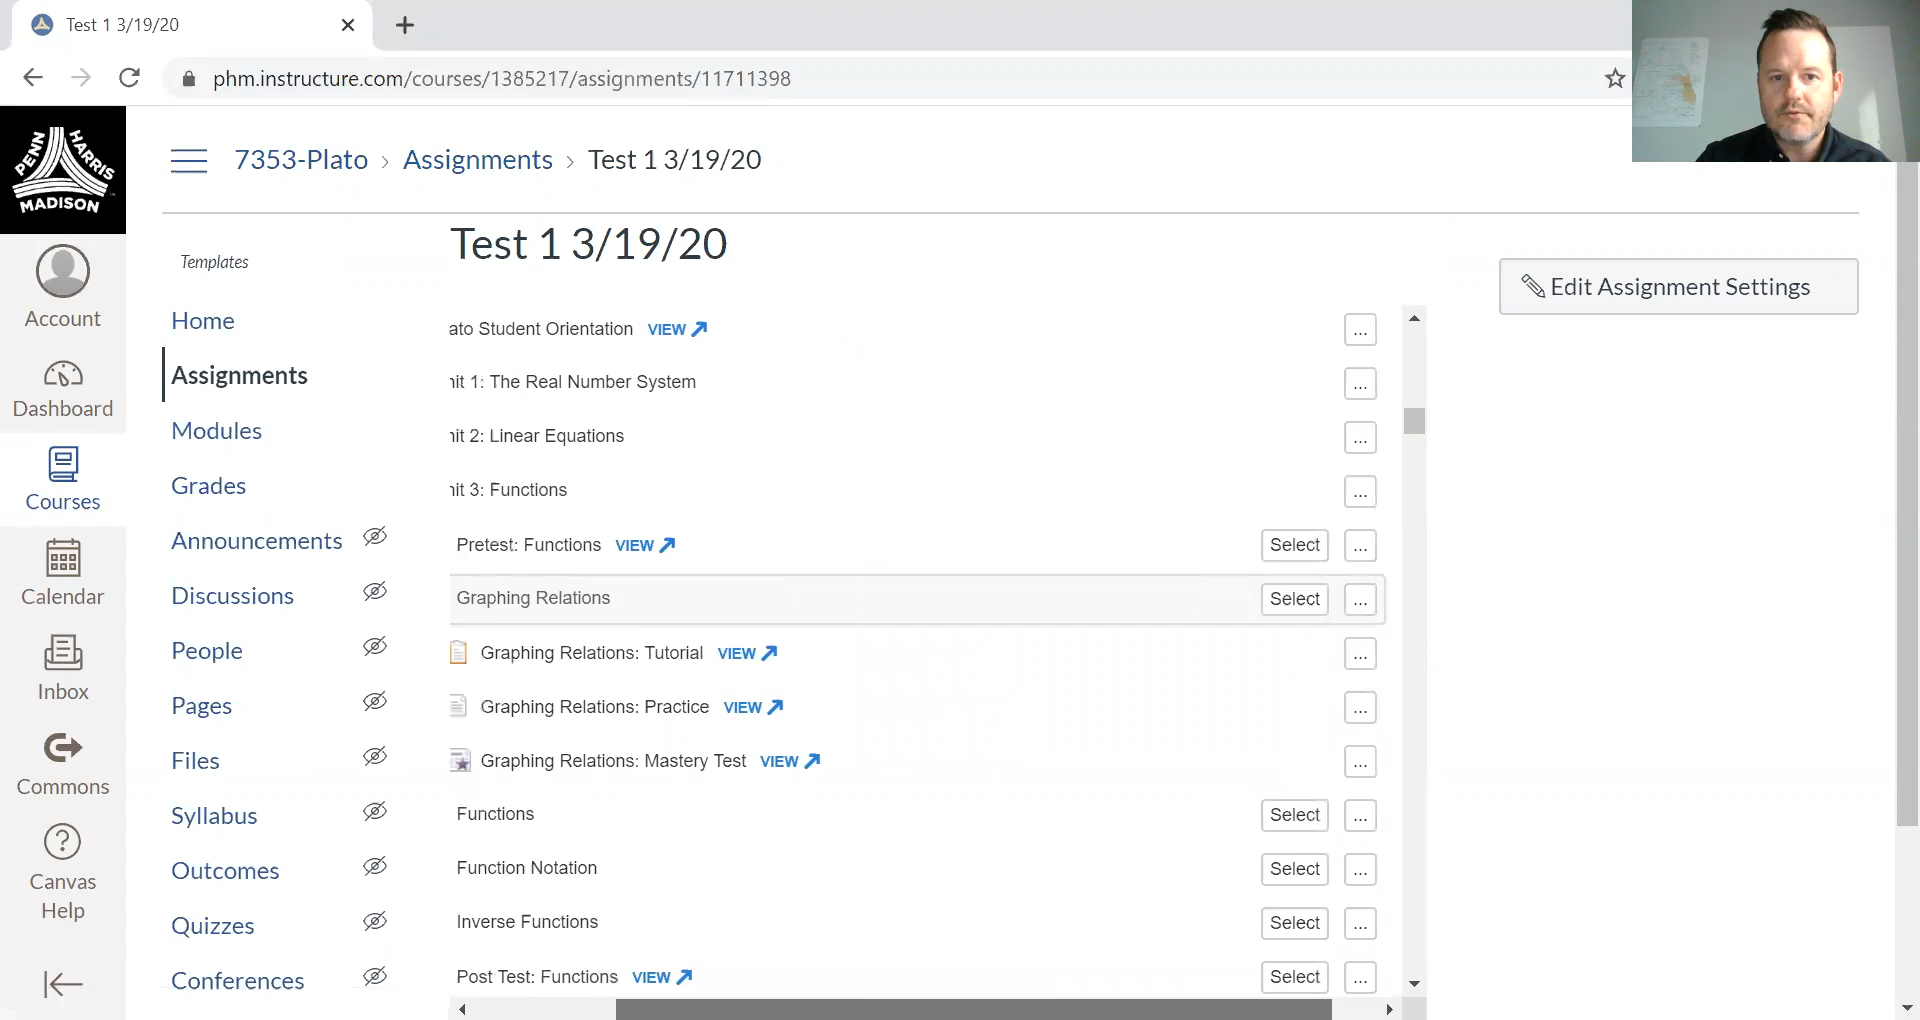 Test 1 3/19/20
phm.instructure.com/courses/1385217/assignments/11711398
PENN HARRIS MADISON
7353-Plato › Assignments › Test 1 3/19/20
Test 1 3/19/20
Edit Assignment Settings
Account
Dashboard
Courses
Calendar
Inbox
Commons
Canvas
Help
Templates
Home
Assignments
Modules
Grades
Announcements
Discussions
People
Pages
Files
Syllabus
Outcomes
Quizzes
Conferences
ato Student Orientation VIEW ...
nit 1: The Real Number System ...
nit 2: Linear Equations ...
nit 3: Functions ...
Pretest: Functions VIEW Select ...
Graphing Relations Select ...
Graphing Relations: Tutorial VIEW ...
Graphing Relations: Practice VIEW ...
Graphing Relations: Mastery Test VIEW ...
Functions Select ...
Function Notation Select ...
Inverse Functions Select ...
Post Test: Functions VIEW Select ...